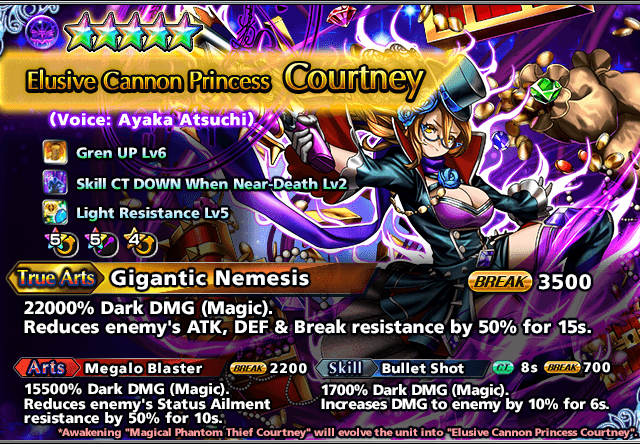 Elusive Cannon Princess Courtney
(Voice: Ayaka Atsuchi)
Gren UP Lv6
Skill CT DOWN When Near-Death Lv2
Light Resistance Lv5
5 5 4
True Arts Gigantic Nemesis BREAK 3500
22000% Dark DMG (Magic).
Reduces enemy's ATK, DEF & Break resistance by 50% for 15s.
Arts Megalo Blaster BREAK 2200
15500% Dark DMG (Magic).
Reduces enemy's Status Ailment
resistance by 50% for 10s.
Skill Bullet Shot CT 8s BREAK 700
1700% Dark DMG (Magic).
Increases DMG to enemy by 10% for 6s.
*Awakening "Magical Phantom Thief Courtney" will evolve the unit into "Elusive Cannon Princess Courtney"